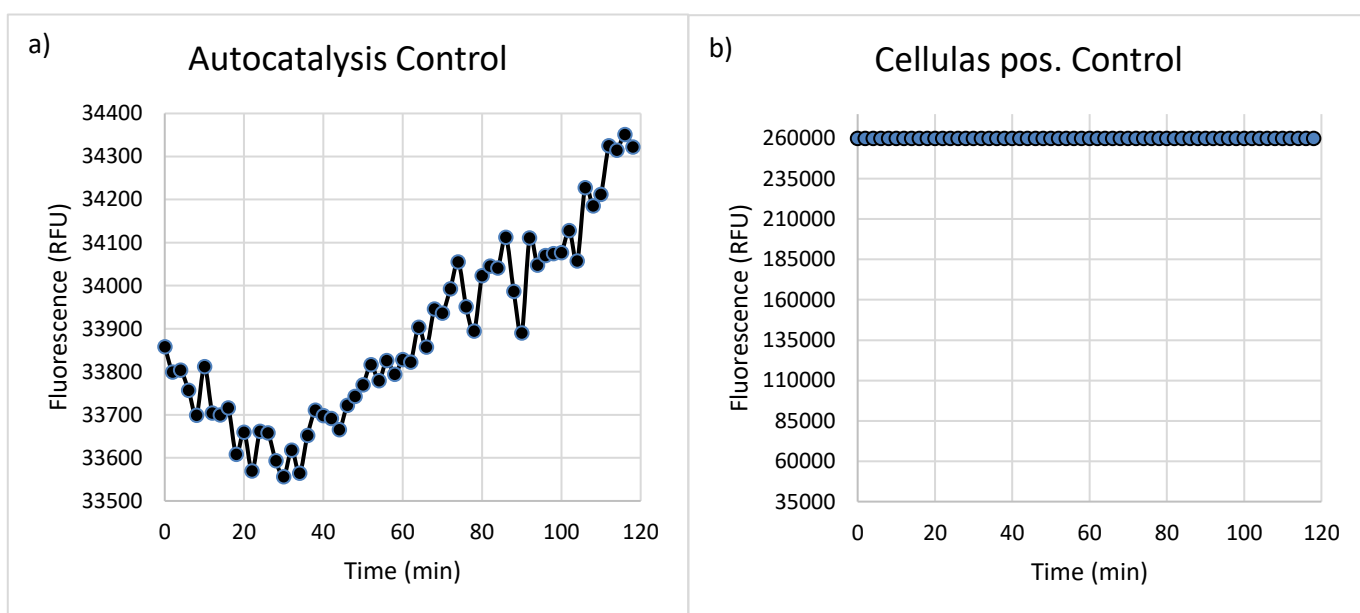 a)
Autocatalysis Control
Fluorescence (RFU)
34400
34300
34200
34100
34000
33900
33800
33700
33600
33500
0 20 40 60 80 100 120
Time (min)
b)
Cellulas pos. Control
Fluorescence (RFU)
260000
235000
210000
185000
160000
135000
110000
85000
60000
35000
0 20 40 60 80 100 120
Time (min)